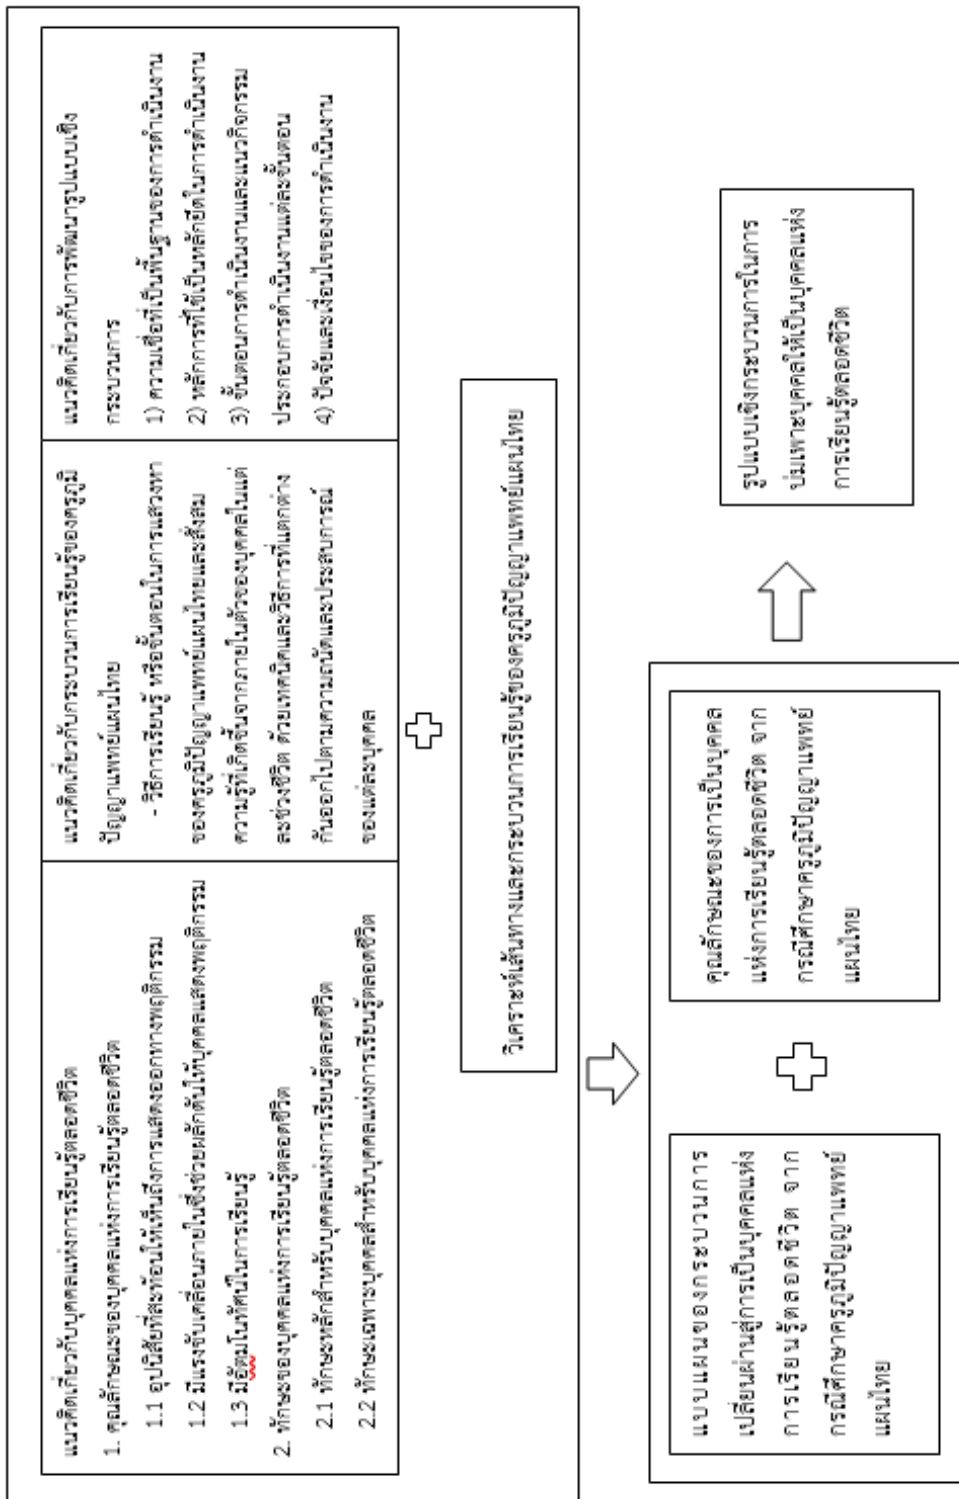 แนวคิดเกี่ยวกับบุคคลแห่งการเรียนรู้ตลอดชีวิต
1. คุณลักษณะของบุคคลแห่งการเรียนรู้ตลอดชีวิต
1.1 อุปนิสัยที่สะท้อนให้เห็นถึงการแสดงออกทางพฤติกรรม
1.2 มีแรงขับเคลื่อนภายในซึ่งช่วยผลักดันให้บุคคลแสดงพฤติกรรม
1.3 มีอัตมโนทัศน์ในการเรียนรู้
2. ทักษะของบุคคลแห่งการเรียนรู้ตลอดชีวิต
2.1 ทักษะหลักสำหรับบุคคลแห่งการเรียนรู้ตลอดชีวิต
2.2 ทักษะเฉพาะบุคคลสำหรับบุคคลแห่งการเรียนรู้ตลอดชีวิต
แนวคิดเกี่ยวกับกระบวนการเรียนรู้ของครูภูมิ
ปัญญาแพทย์แผนไทย
- วิธีการเรียนรู้ หรือขั้นตอนในการแสวงหา
ของครูภูมิปัญญาแพทย์แผนไทยและสั่งสม
ความรู้ที่เกิดขึ้นจากภายในตัวของบุคคลในแต่
ละช่วงชีวิต ด้วยเทคนิคและวิธีการที่แตกต่าง
กันออกไปตามความถนัดและประสบการณ์
ของแต่ละบุคคล
แนวคิดเกี่ยวกับการพัฒนารูปแบบเชิง
กระบวนการ
1) ความเชื่อที่เป็นพื้นฐานของการดำเนินงาน
2) หลักการที่ใช้เป็นหลักยึดในการดำเนินงาน
3) ขั้นตอนการดำเนินงานและแนวกิจกรรม
ประกอบการดำเนินงานแต่ละขั้นตอน
4) ปัจจัยและเงื่อนไขของการดำเนินงาน
วิเคราะห์เส้นทางและกระบวนการเรียนรู้ของครูภูมิปัญญาแพทย์แผนไทย
แบบแผนของกระบวนการ
เปลี่ยนผ่านสู่การเป็นบุคคลแห่ง
การเรียนรู้ตลอดชีวิต จาก
กรณีศึกษาครูภูมิปัญญาแพทย์
แผนไทย
คุณลักษณะของการเป็นบุคคล
แห่งการเรียนรู้ตลอดชีวิต จาก
กรณีศึกษาครูภูมิปัญญาแพทย์
แผนไทย
รูปแบบเชิงกระบวนการในการ
บ่มเพาะบุคคลให้เป็นบุคคลแห่ง
การเรียนรู้ตลอดชีวิต